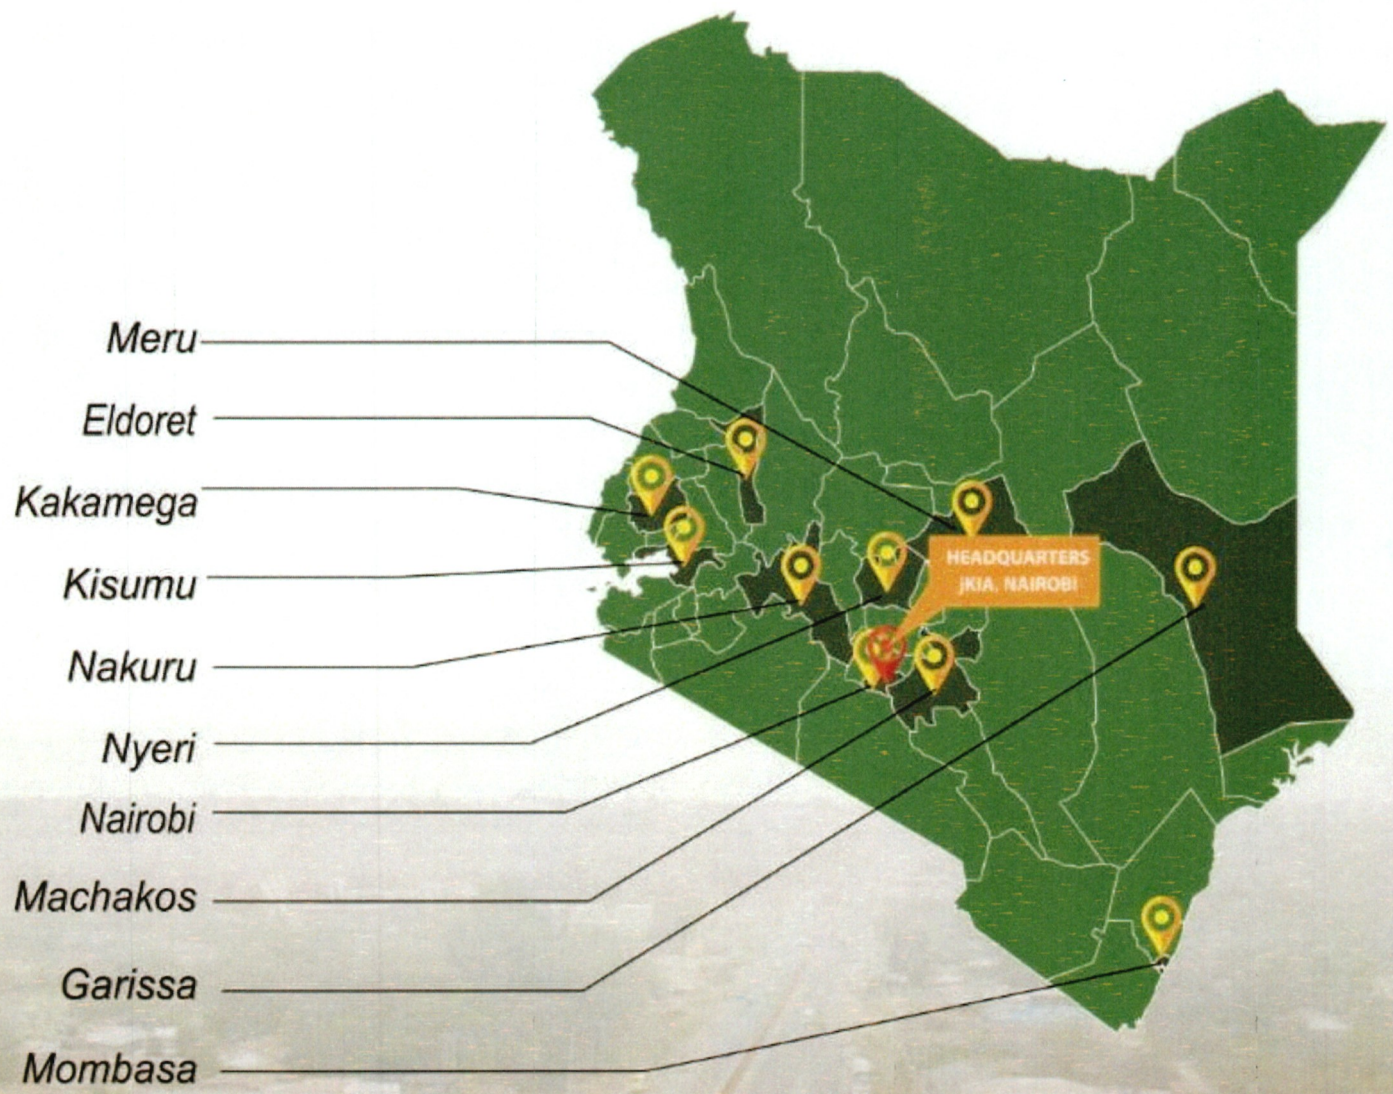 Meru
Eldoret
Kakamega
Kisumu
Nakuru
Nyeri
Nairobi
Machakos
Garissa
Mombasa
HEADQUARTERS
jKIA, NAIROBI